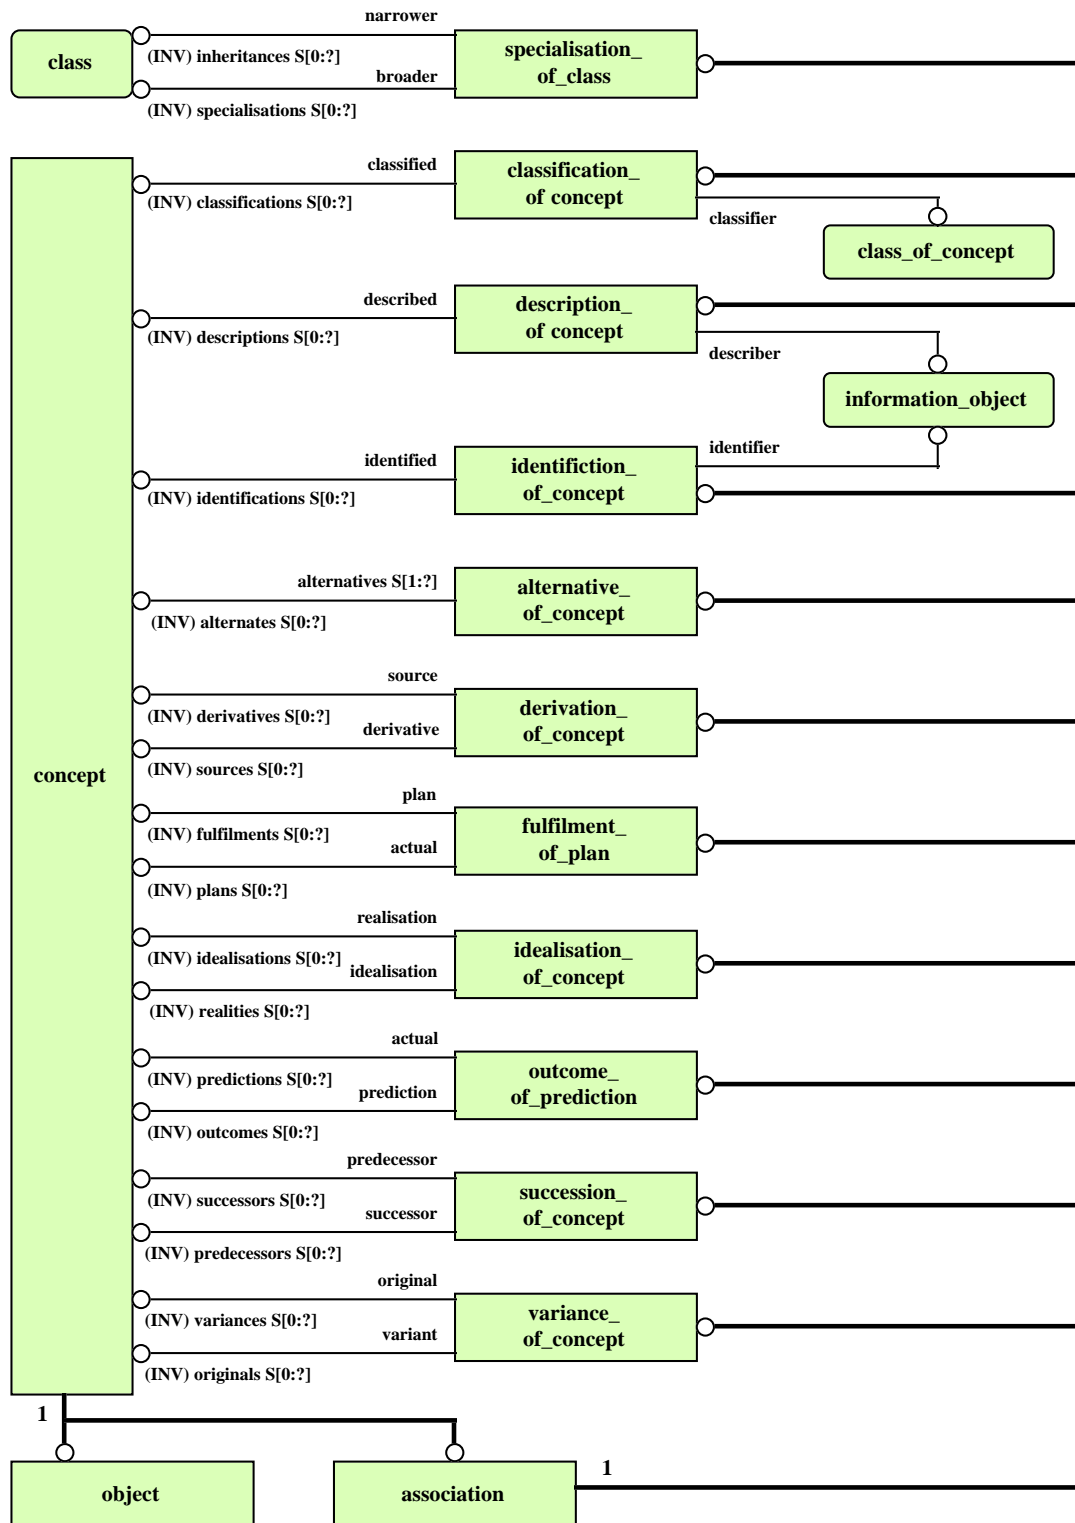 narrower
class
(INV) inheritances S[0:?]
specialisation_
of_class
broader
(INV) specialisations S[0:?]
classified
(INV) classifications S[0:?]
classification_
of concept
classifier
class_of_concept
described
(INV) descriptions S[0:?]
description_
of concept
describer
information_object
identified
(INV) identifications S[0:?]
identifiction_
of_concept
identifier
alternatives S[1:?]
(INV) alternates S[0:?]
alternative_
of_concept
source
(INV) derivatives S[0:?]
derivative
(INV) sources S[0:?]
derivation_
of_concept
concept
plan
(INV) fulfilments S[0:?]
actual
(INV) plans S[0:?]
fulfilment_
of_plan
realisation
(INV) idealisations S[0:?]
idealisation
(INV) realities S[0:?]
idealisation_
of_concept
actual
(INV) predictions S[0:?]
prediction
(INV) outcomes S[0:?]
outcome_
of_prediction
predecessor
(INV) successors S[0:?]
successor
(INV) predecessors S[0:?]
succession_
of_concept
original
(INV) variances S[0:?]
variant
(INV) originals S[0:?]
variance_
of_concept
1
object
association
1